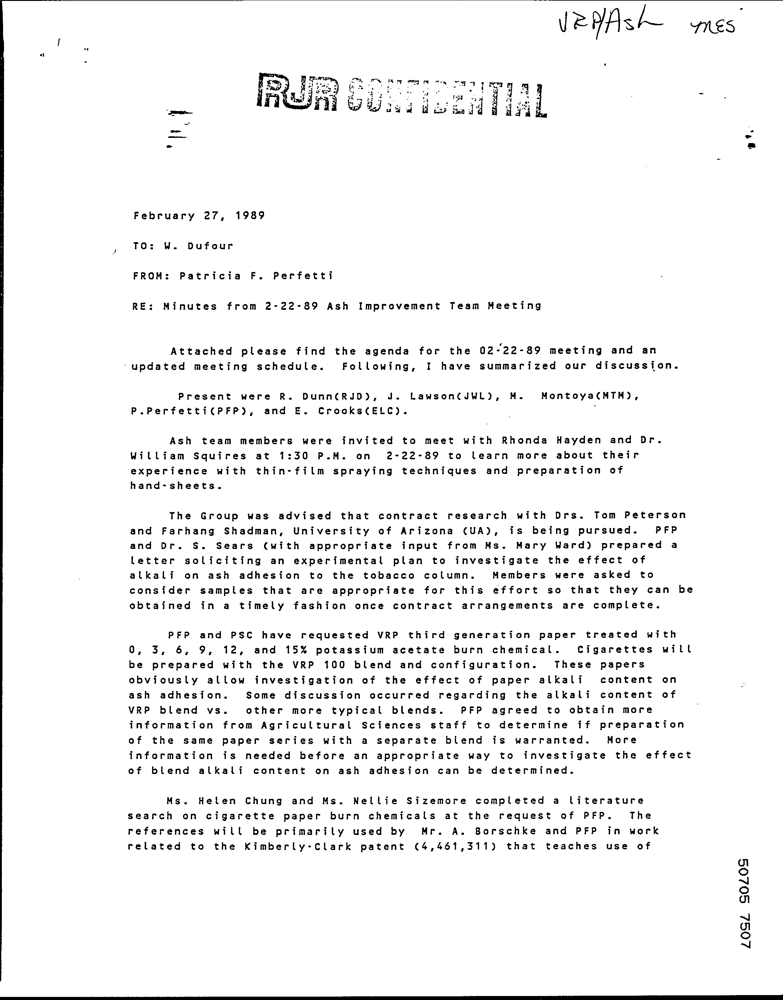 VRP/Ash MES
RJR CONFIDENTIAL
February 27, 1989
TO: W. Dufour
FROM: Patricia F. Perfetti
RE: Minutes from 2-22-89 Ash Improvement Team Meeting
Attached please find the agenda for the 02-22-89 meeting and an
updated meeting schedule. Following, I have summarized our discussion.
Present were R. Dunn(RJD), J. Lawson(JWL), M. Montoya(MTM),
P.Perfetti(PFP), and E. Crooks(ELC).
Ash team members were invited to meet with Rhonda Hayden and Dr.
William Squires at 1:30 P.M. on 2-22-89 to learn more about their
experience with thin-film spraying techniques and preparation of
hand-sheets.
The Group was advised that contract research with Drs. Tom Peterson
and Farhang Shadman, University of Arizona (UA), is being pursued. PFP
and Dr. S. Sears (with appropriate input from Ms. Mary Ward) prepared a
letter soliciting an experimental plan to investigate the effect of
alkali on ash adhesion to the tobacco column. Members were asked to
consider samples that are appropriate for this effort so that they can be
obtained in a timely fashion once contract arrangements are complete.
PFP and PSC have requested VRP third generation paper treated with
0, 3, 6, 9, 12, and 15% potassium acetate burn chemical. Cigarettes will
be prepared with the VRP 100 blend and configuration. These papers
obviously allow investigation of the effect of paper alkali content on
ash adhesion. Some discussion occurred regarding the alkali content of
VRP blend vs. other more typical blends. PFP agreed to obtain more
information from Agricultural Sciences staff to determine if preparation
of the same paper series with a separate blend is warranted. More
information is needed before an appropriate way to investigate the effect
of blend alkali content on ash adhesion can be determined.
Ms. Helen Chung and Ms. Nellie Sizemore completed a literature
search on cigarette paper burn chemicals at the request of PFP. The
references will be primarily used by Mr. A. Borschke and PFP in work
related to the Kimberly-Clark patent (4,461,311) that teaches use of
50705 7507